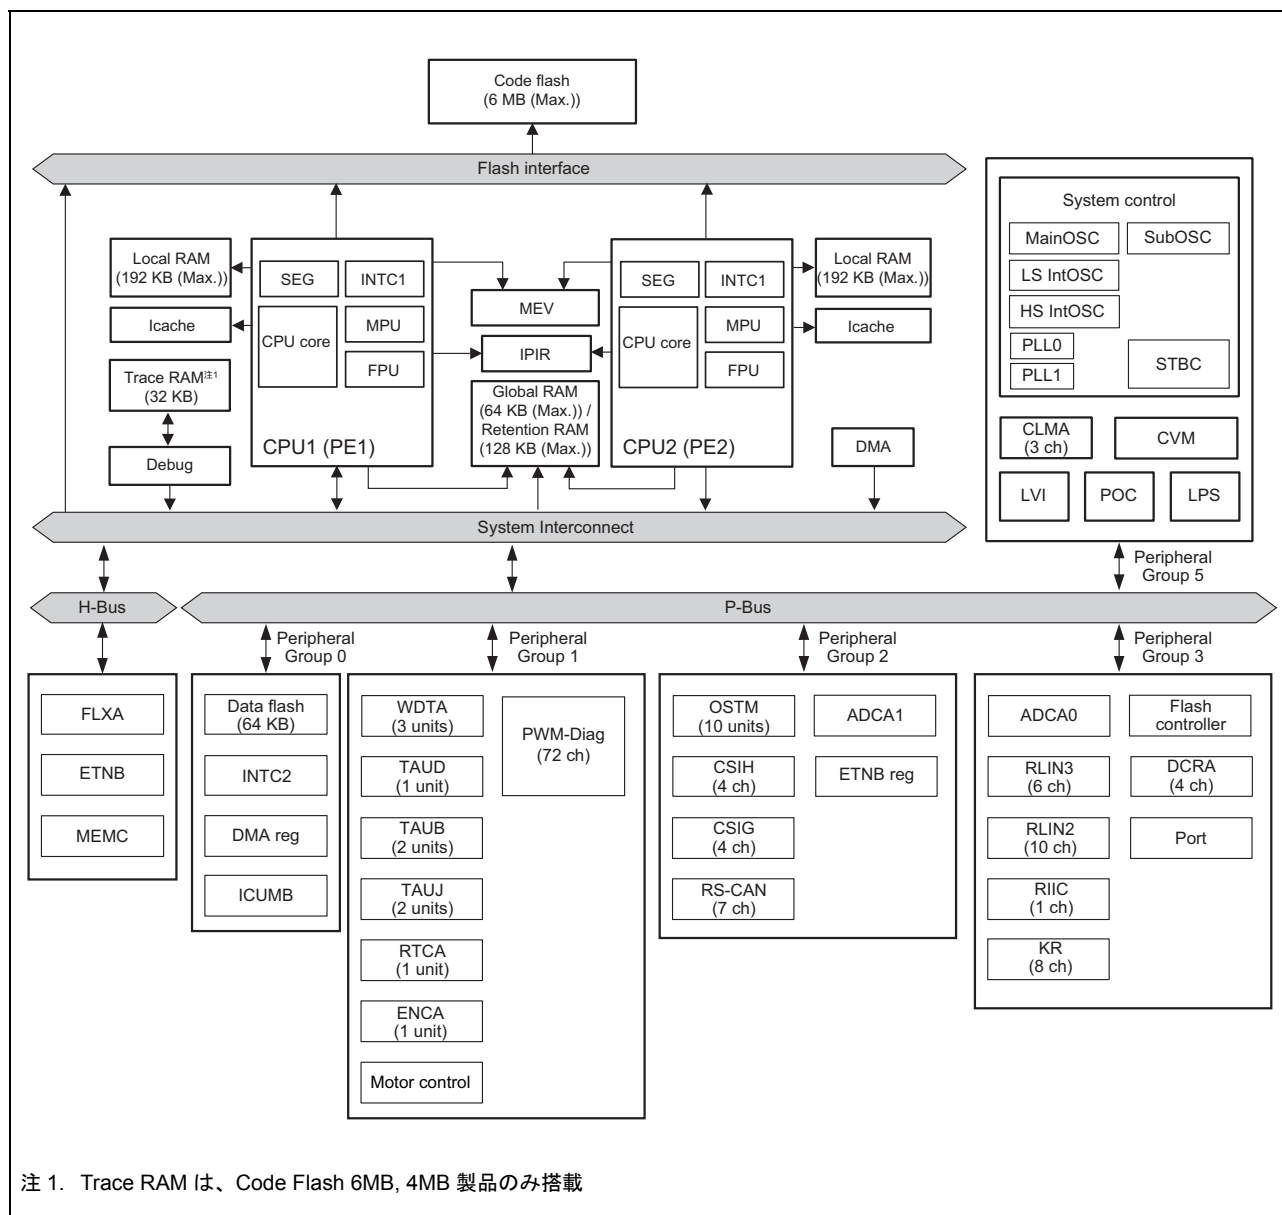 Code flash
(6 MB (Max.))
Flash interface
Local RAM
(192 KB (Max.))
Icache
Trace RAM注1
(32 KB)
Debug
SEG
INTC1
CPU core
MPU
FPU
CPU1 (PE1)
MEV
IPIR
Global RAM
(64 KB (Max.)) /
Retention RAM
(128 KB (Max.))
SEG
INTC1
CPU core
MPU
FPU
CPU2 (PE2)
Local RAM
(192 KB (Max.))
Icache
DMA
System control
MainOSC
SubOSC
LS IntOSC
HS IntOSC
PLL0
PLL1
STBC
CLMA
(3 ch)
CVM
LVI
POC
LPS
System Interconnect
Peripheral
Group 5
H-Bus
P-Bus
Peripheral
Group 0
Peripheral
Group 1
Peripheral
Group 2
Peripheral
Group 3
FLXA
ETNB
MEMC
Data flash
(64 KB)
INTC2
DMA reg
ICUMB
WDTA
(3 units)
TAUD
(1 unit)
TAUB
(2 units)
TAUJ
(2 units)
RTCA
(1 unit)
ENCA
(1 unit)
Motor control
PWM-Diag
(72 ch)
OSTM
(10 units)
CSIH
(4 ch)
CSIG
(4 ch)
RS-CAN
(7 ch)
ADCA1
ETNB reg
ADCA0
RLIN3
(6 ch)
RLIN2
(10 ch)
RIIC
(1 ch)
KR
(8 ch)
Flash
controller
DCRA
(4 ch)
Port
注 1. Trace RAM は、Code Flash 6MB, 4MB 製品のみ搭載